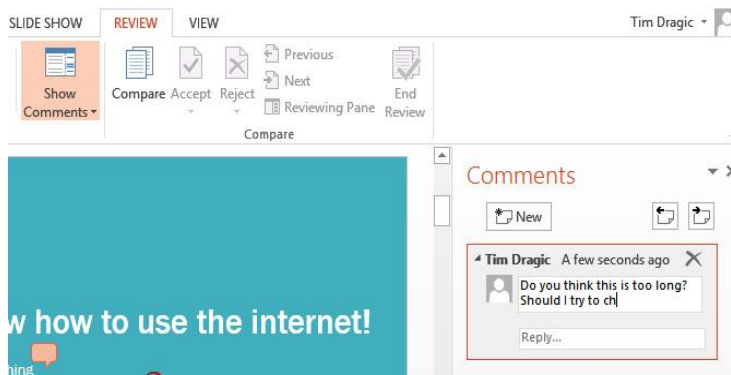 SLIDE SHOW REVIEW VIEW Tim Dragic
Show Comments
Compare Accept Reject
Previous
Next
Reviewing Pane
End Review
Compare
Comments
New
Tim Dragic A few seconds ago
Do you think this is too long?
Should I try to ch
Reply...
w how to use the internet!
hing